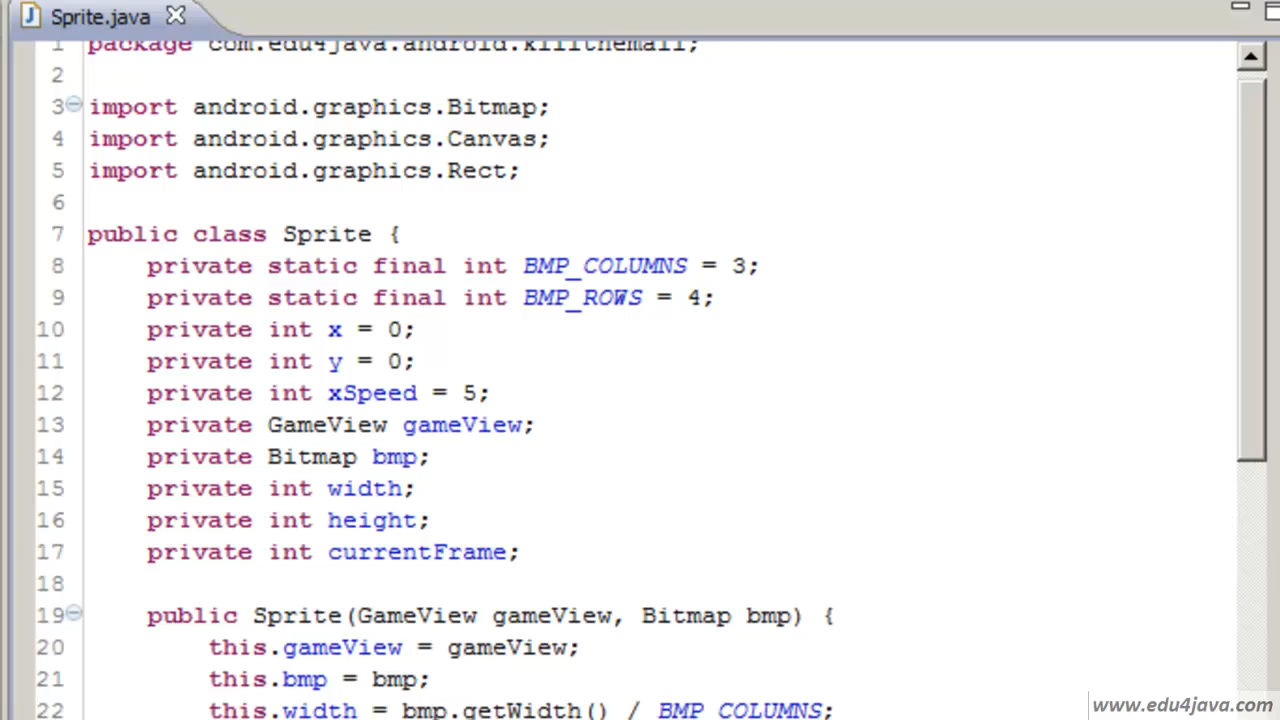 Sprite.java
1 package com.edu4java.android.killthemall;
2
3 import android.graphics.Bitmap;
4 import android.graphics.Canvas;
5 import android.graphics.Rect;
6
7 public class Sprite {
8 private static final int BMP_COLUMNS = 3;
9 private static final int BMP_ROWS = 4;
10 private int x = 0;
11 private int y = 0;
12 private int xSpeed = 5;
13 private GameView gameView;
14 private Bitmap bmp;
15 private int width;
16 private int height;
17 private int currentFrame;
18
19 public Sprite(GameView gameView, Bitmap bmp) {
20 this.gameView = gameView;
21 this.bmp = bmp;
22 this.width = bmp.getWidth() / BMP_COLUMNS;
www.edu4java.com